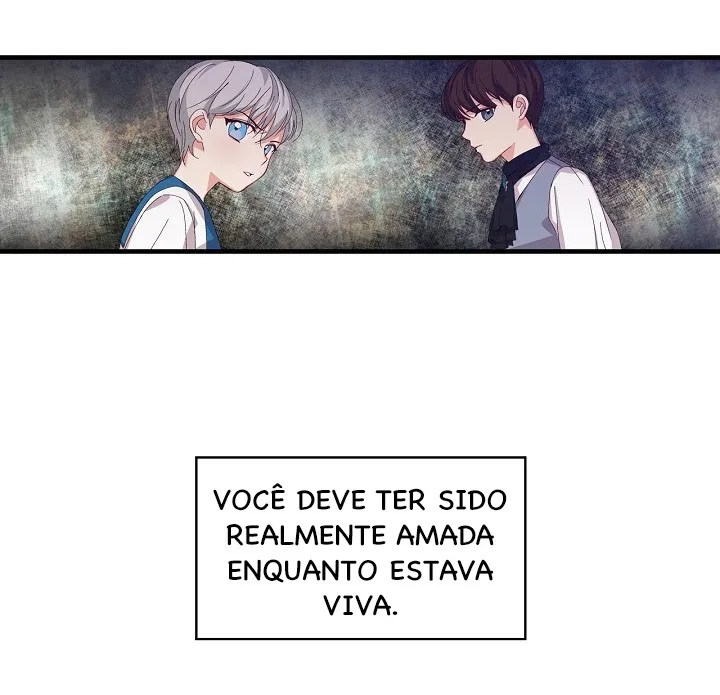 VOCÊ DEVE TER SIDO
REALMENTE AMADA
ENQUANTO ESTAVA
VIVA.